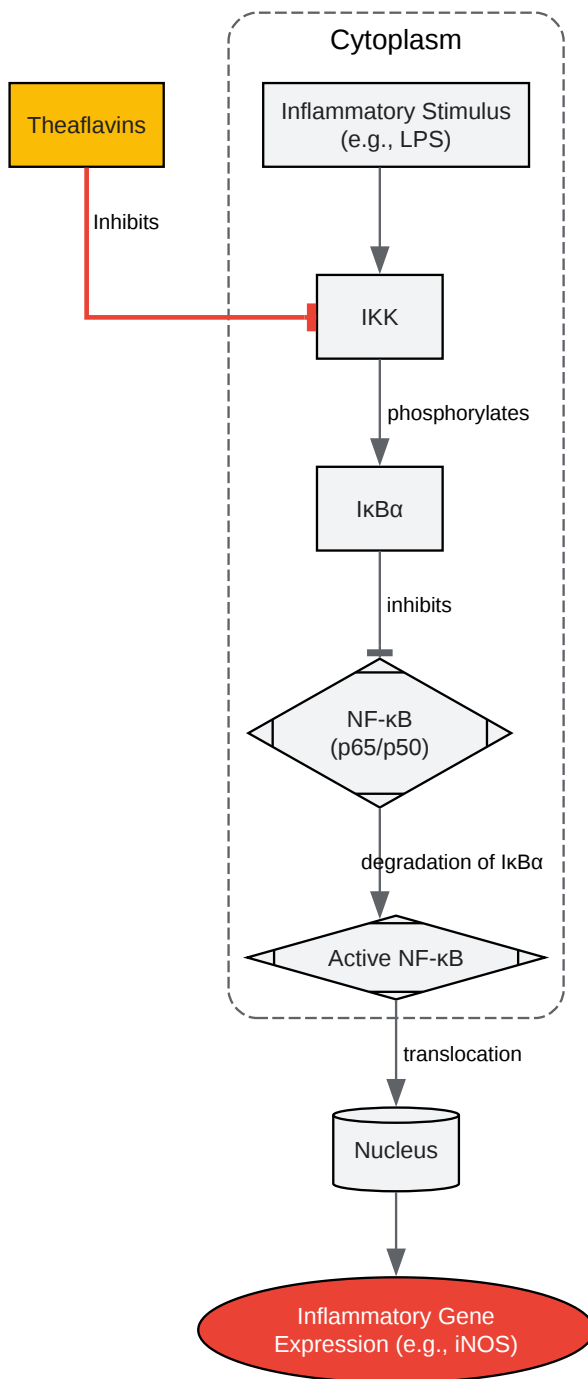 Cytoplasm
Theaflavins
Inflammatory Stimulus
(e.g., LPS)
Inhibits
IKK
phosphorylates
IκBα
inhibits
NF-κB
(p65/p50)
degradation of IκBα
Active NF-κB
translocation
Nucleus
Inflammatory Gene
Expression (e.g., iNOS)